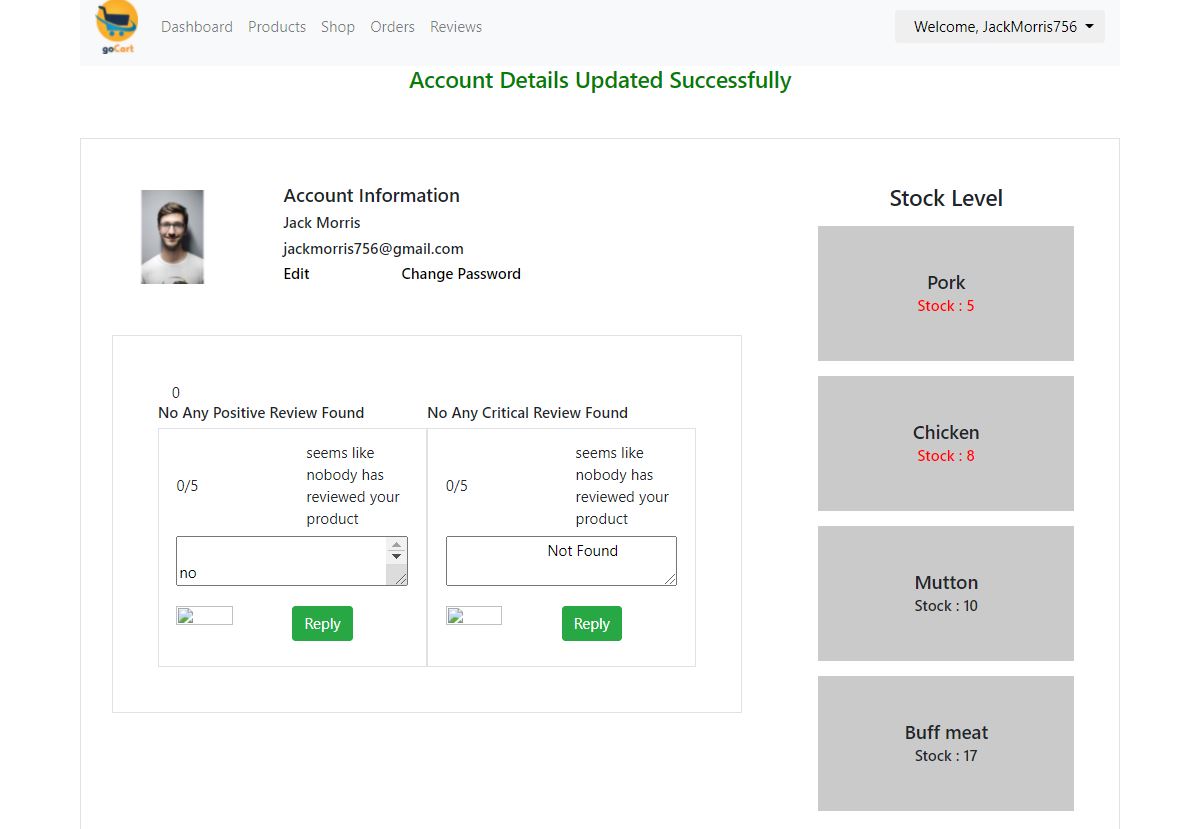 goCart
Dashboard Products Shop Orders Reviews
Welcome, JackMorris756
Account Details Updated Successfully
Account Information
Jack Morris
jackmorris756@gmail.com
Edit Change Password
0
No Any Positive Review Found
0/5
seems like
nobody has
reviewed your
product
no
Reply
No Any Critical Review Found
0/5
seems like
nobody has
reviewed your
product
Not Found
Reply
Stock Level
Pork
Stock : 5
Chicken
Stock : 8
Mutton
Stock : 10
Buff meat
Stock : 17